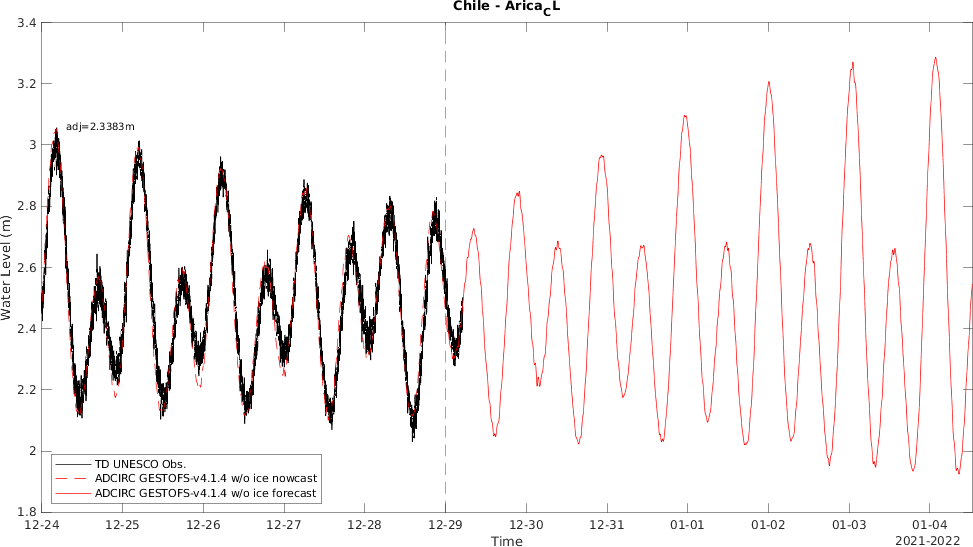 Chile - Arica_CL
3.4
3.2
3
2.8
2.6
2.4
2.2
2
1.8
Water Level (m)
adj=2.3383m
TD UNESCO Obs.
ADCIRC GESTOFS-v4.1.4 w/o ice nowcast
ADCIRC GESTOFS-v4.1.4 w/o ice forecast
12-24 12-25 12-26 12-27 12-28 12-29 12-30 12-31 01-01 01-02 01-03 01-04
Time
2021-2022